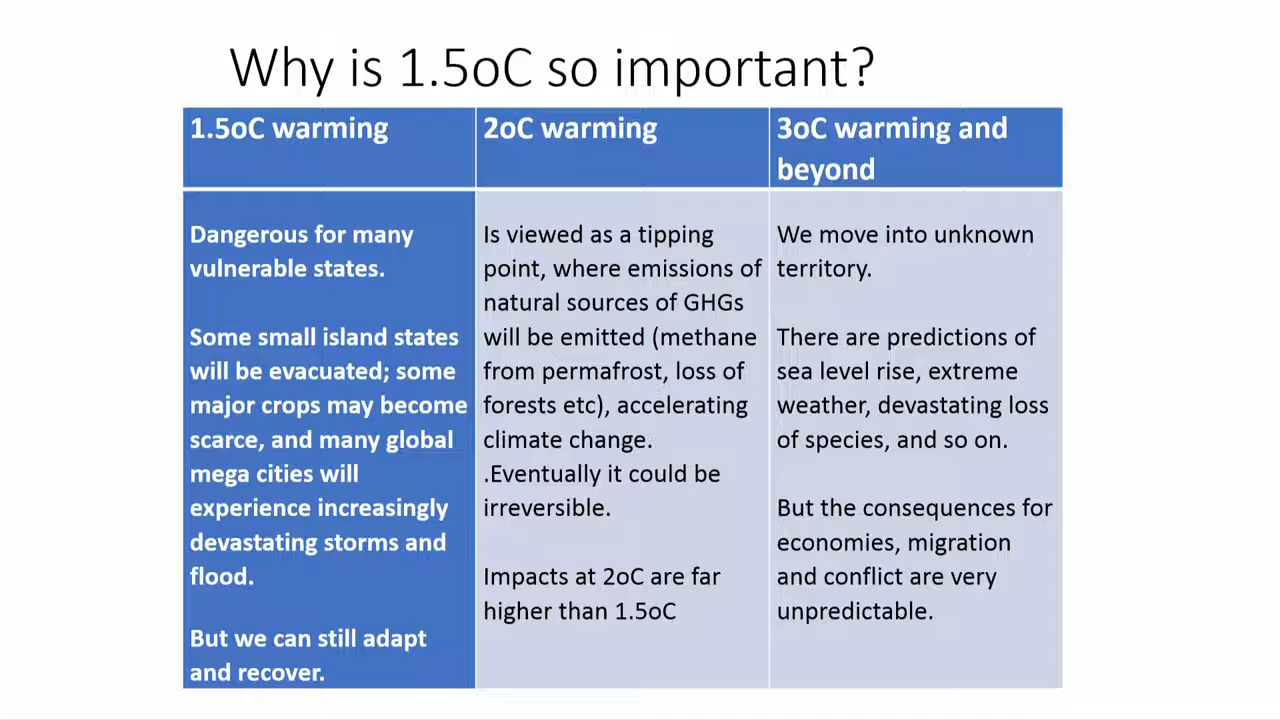 Why is 1.5oC so important?
1.5oC warming
2oC warming
3oC warming and
beyond
Dangerous for many
vulnerable states.
Some small island states
will be evacuated; some
major crops may become
scarce, and many global
mega cities will
experience increasingly
devastating storms and
flood.
But we can still adapt
and recover.
Is viewed as a tipping
point, where emissions of
natural sources of GHGs
will be emitted (methane
from permafrost, loss of
forests etc), accelerating
climate change.
.Eventually it could be
irreversible.
Impacts at 2oC are far
higher than 1.5oC
We move into unknown
territory.
There are predictions of
sea level rise, extreme
weather, devastating loss
of species, and so on.
But the consequences for
economies, migration
and conflict are very
unpredictable.